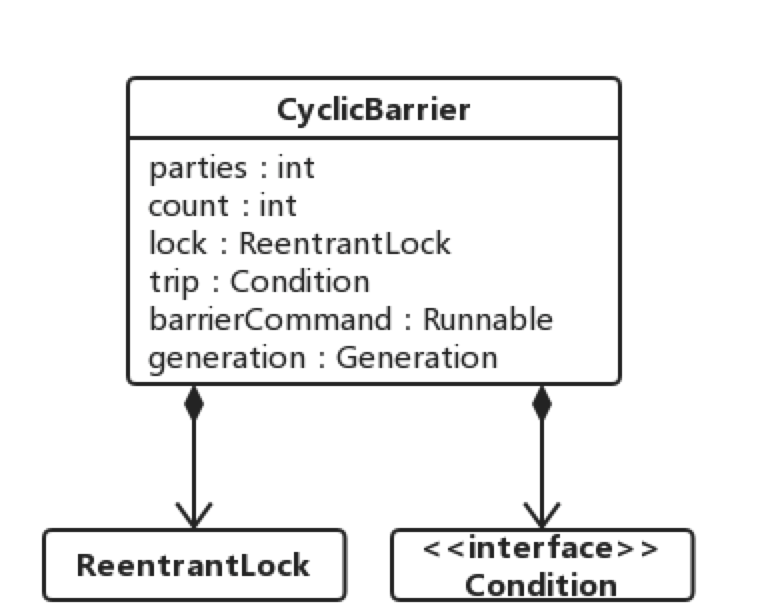 CyclicBarrier
parties : int
count : int
lock : ReentrantLock
trip : Condition
barrierCommand : Runnable
generation : Generation
ReentrantLock
<<interface>>
Condition